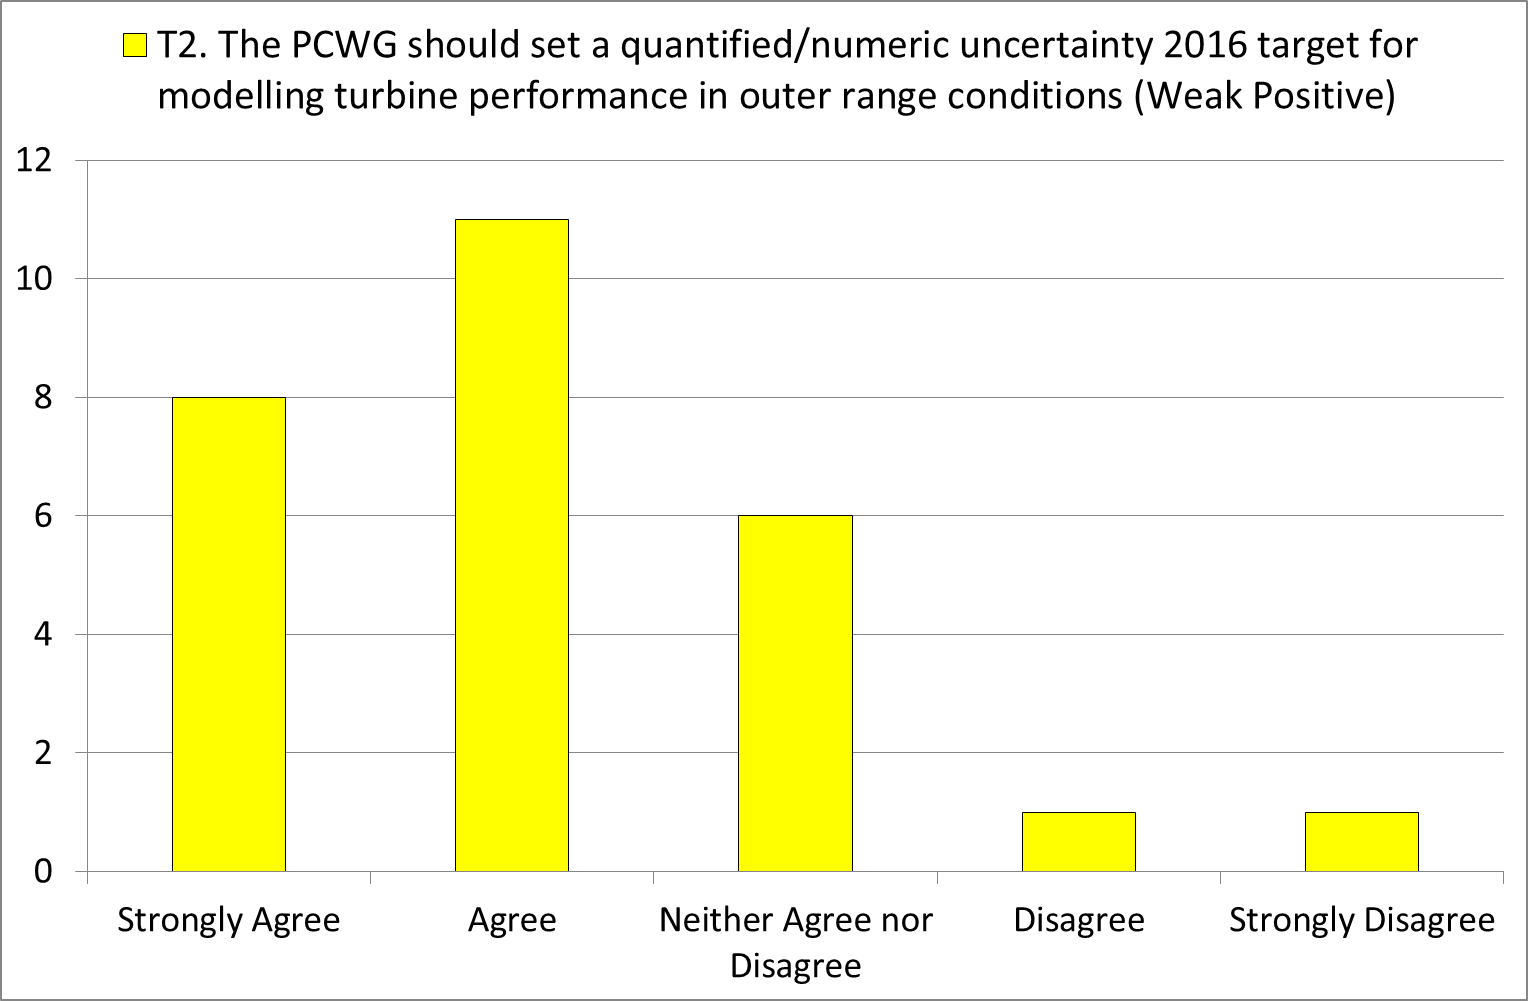 T2. The PCWG should set a quantified/numeric uncertainty 2016 target for
modelling turbine performance in outer range conditions (Weak Positive)
12
10
8
6
4
2
0
Strongly Agree
Agree
Neither Agree nor
Disagree
Disagree
Strongly Disagree